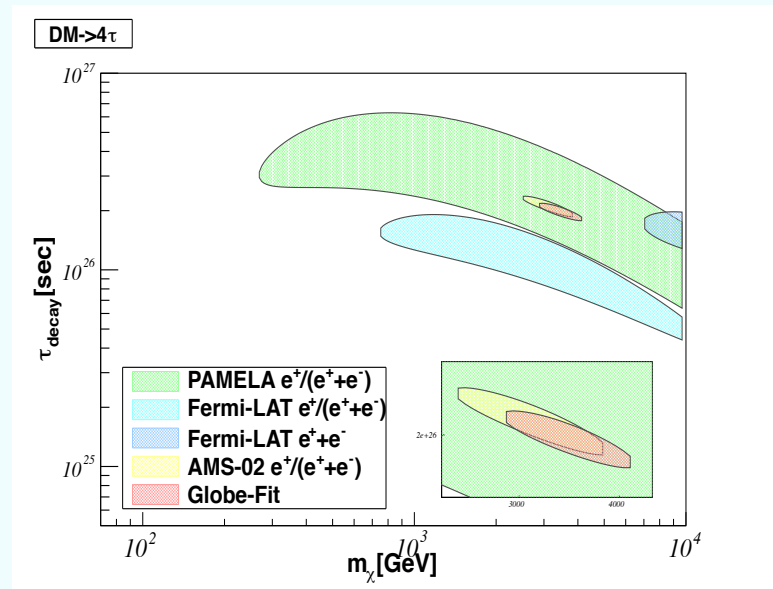 DM->4τ
10^27
10^26
10^25
τ_decay[sec]
PAMELA e^+/(e^++e^-)
Fermi-LAT e^+/(e^++e^-)
Fermi-LAT e^++e^-
AMS-02 e^+/(e^++e^-)
Globe-Fit
2e+26
3000 4000
10^2 10^3 10^4
m_χ[GeV]